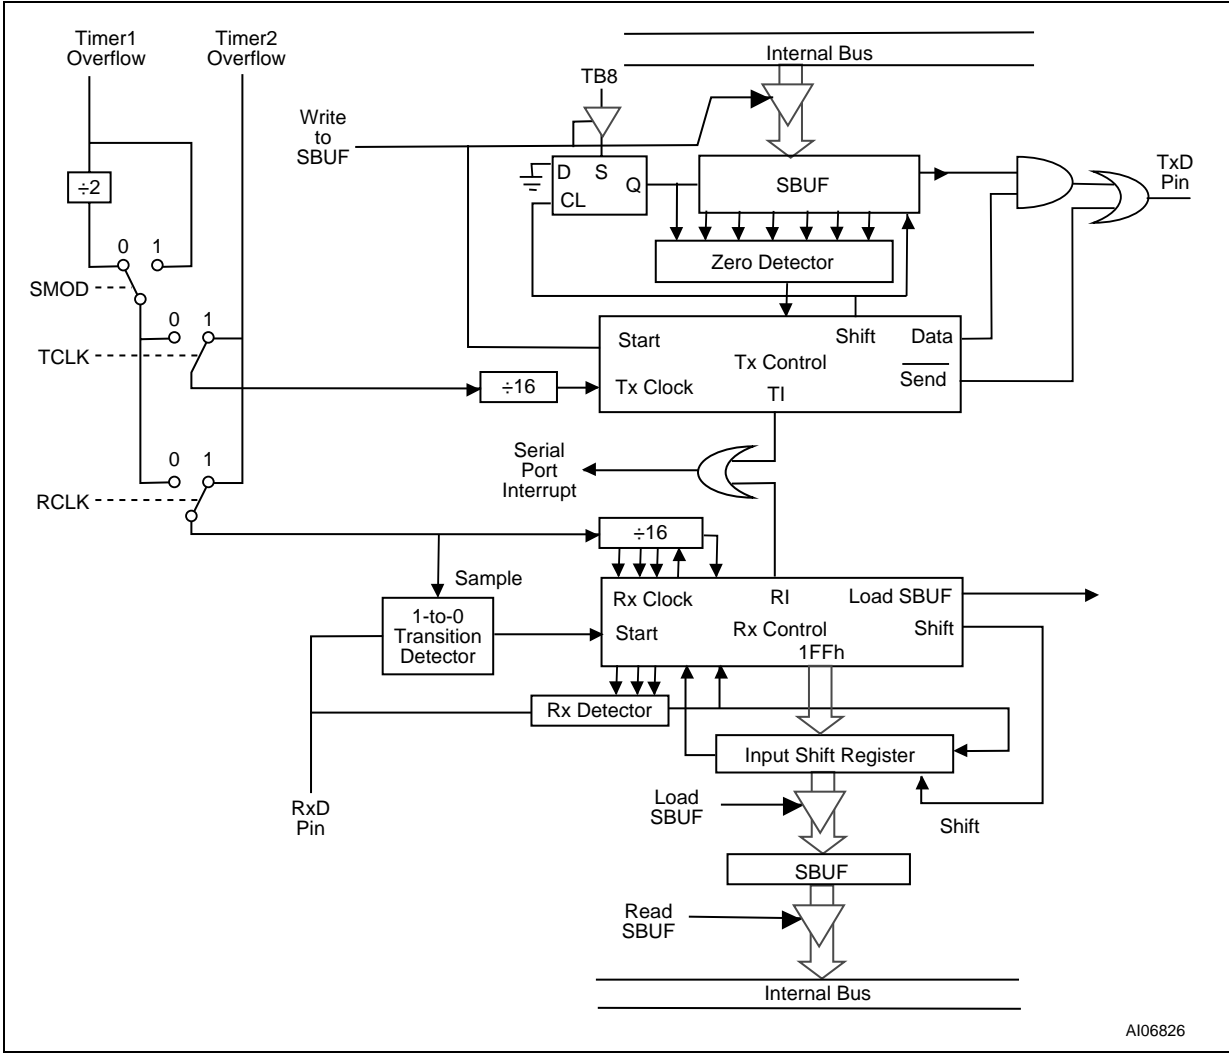 Timer1
Overflow
Timer2
Overflow
Internal Bus
TB8
Write
to
SBUF
TxD
Pin
÷2
D
S
Q
CL
SBUF
0
1
Zero Detector
SMOD
0
1
Start
Shift
Data
TCLK
Tx Control
Send
÷16
Tx Clock
TI
0
1
Serial
Port
Interrupt
RCLK
÷16
Sample
Rx Clock
RI
Load SBUF
1-to-0
Transition
Detector
Start
Rx Control
Shift
1FFh
Rx Detector
Input Shift Register
RxD
Pin
Load
SBUF
Shift
SBUF
Read
SBUF
Internal Bus
AI06826